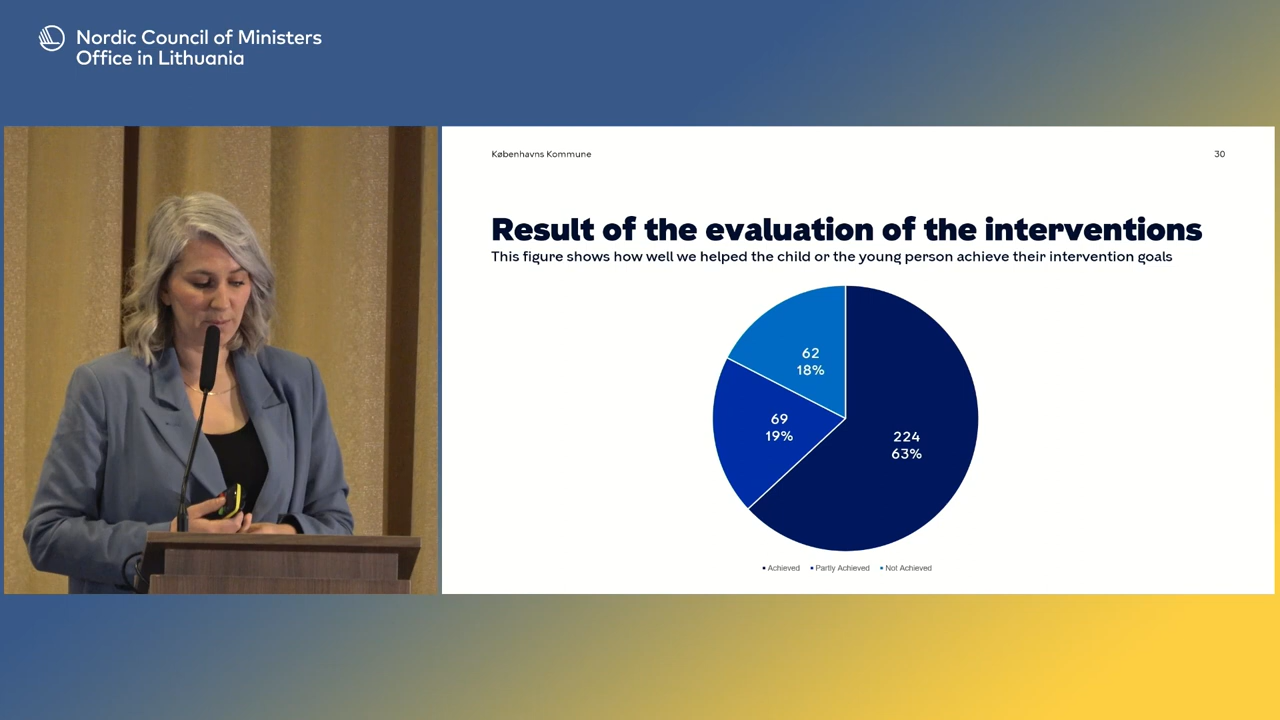 Nordic Council of Ministers
Office in Lithuania
Københavns Kommune
30
Result of the evaluation of the interventions
This figure shows how well we helped the child or the young person achieve their intervention goals
62
18%
69
19%
224
63%
Achieved Partly Achieved Not Achieved